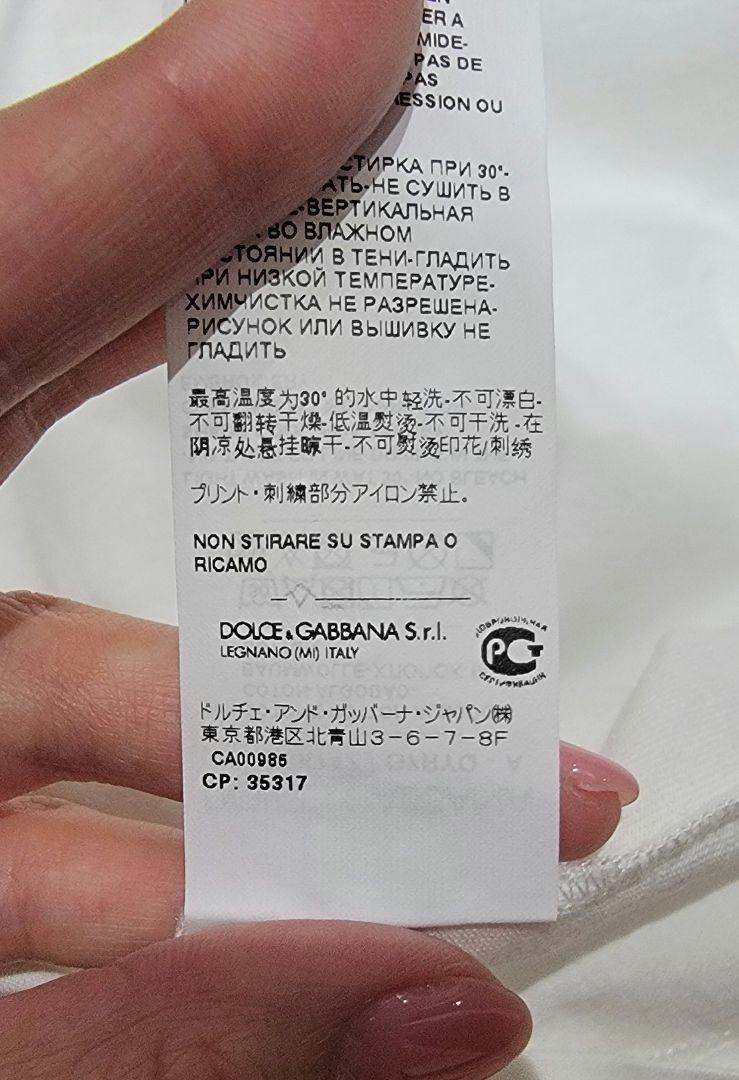 ER A
MIDE-
PAS DE
PAS
ESSION OU
СТИРКА ПРИ 30°-
АТЬ-НЕ СУШИТЬ В
-ВЕРТИКАЛЬНАЯ
ВО ВЛАЖНОМ
СТОЯНИИ В ТЕНИ-ГЛАДИТЬ
ПРИ НИЗКОЙ ТЕМПЕРАТУРЕ-
ХИМЧИСТКА НЕ РАЗРЕШЕНА-
РИСУНОК ИЛИ ВЫШИВКУ НЕ
ГЛАДИТЬ
最高温度为30°的水中轻洗-不可漂白-
不可翻转干燥-低温熨烫-不可干洗-在
阴凉处悬挂晾干-不可熨烫印花/刺绣
プリント・刺繍部分アイロン禁止。
NON STIRARE SU STAMPA O
RICAMO
DOLCE & GABBANA S.r.l.
LEGNANO (MI) ITALY
ДОБРОВОЛЬНАЯ
РСТ
СЕРТИФИКАЦИЯ
ドルチェ・アンド・ガッバーナ・ジャパン㈱
東京都港区北青山3-6-7-8F
CA00985
CP: 35317